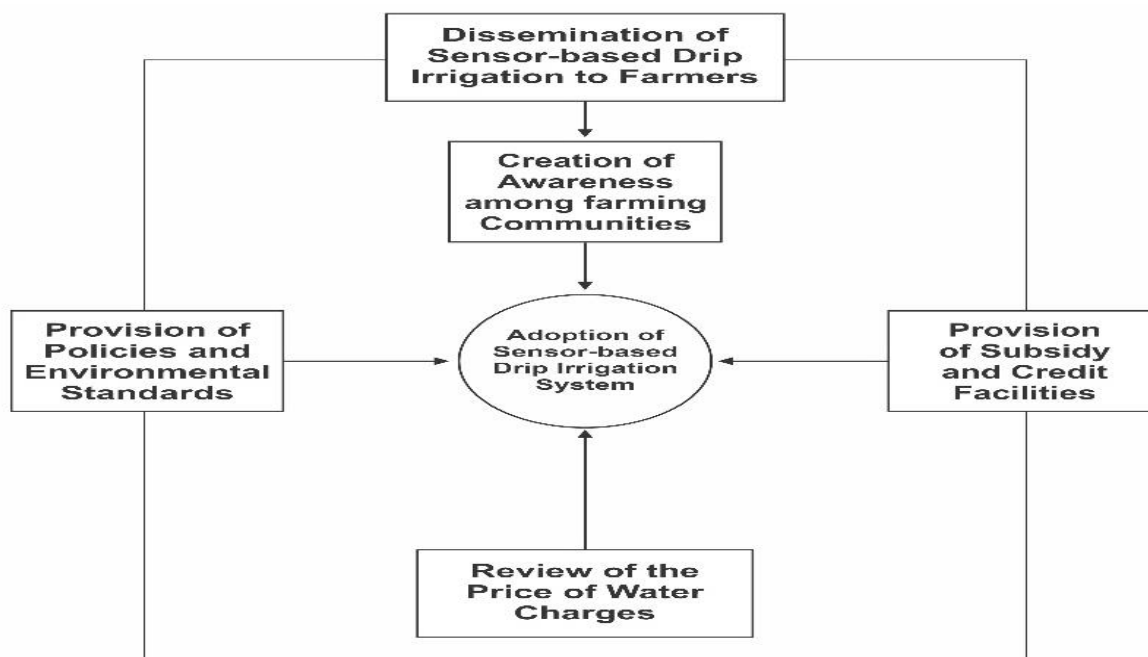 Dissemination of
Sensor-based Drip
Irrigation to Farmers
Creation of
Awareness
among farming
Communities
Provision of
Policies and
Environmental
Standards
Adoption of
Sensor-based
Drip Irrigation
System
Provision
of Subsidy
and Credit
Facilities
Review of the
Price of Water
Charges